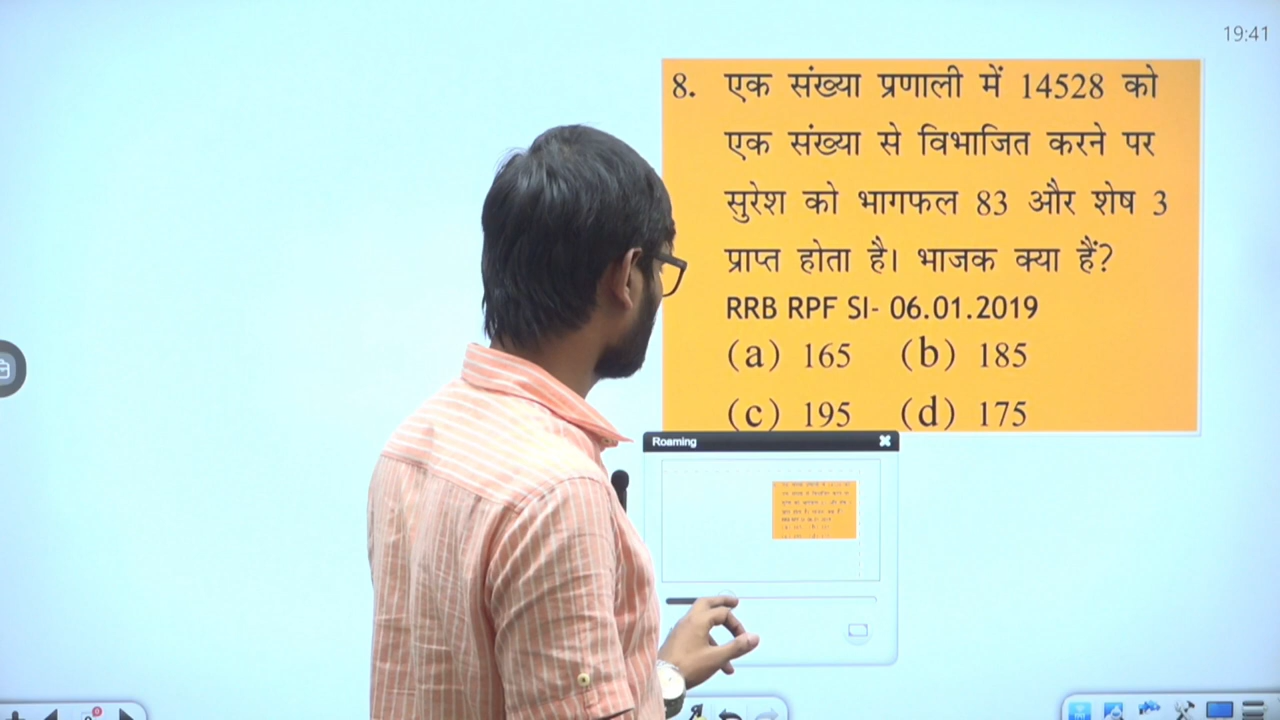 19:41
8. एक संख्या प्रणाली में 14528 को
एक संख्या से विभाजित करने पर
सुरेश को भागफल 83 और शेष 3
प्राप्त होता है। भाजक क्या हैं?
RRB RPF SI- 06.01.2019
(a) 165 (b) 185
(c) 195 (d) 175
Roaming